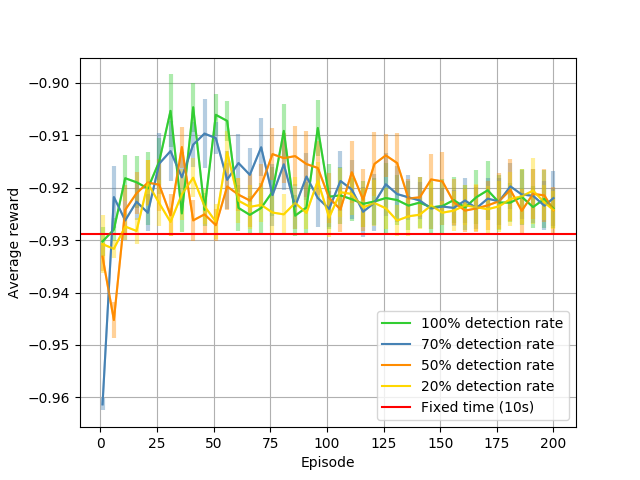 −0.90
−0.91
−0.92
−0.93
−0.94
−0.95
−0.96
Average reward
100% detection rate
70% detection rate
50% detection rate
20% detection rate
Fixed time (10s)
0 25 50 75 100 125 150 175 200
Episode